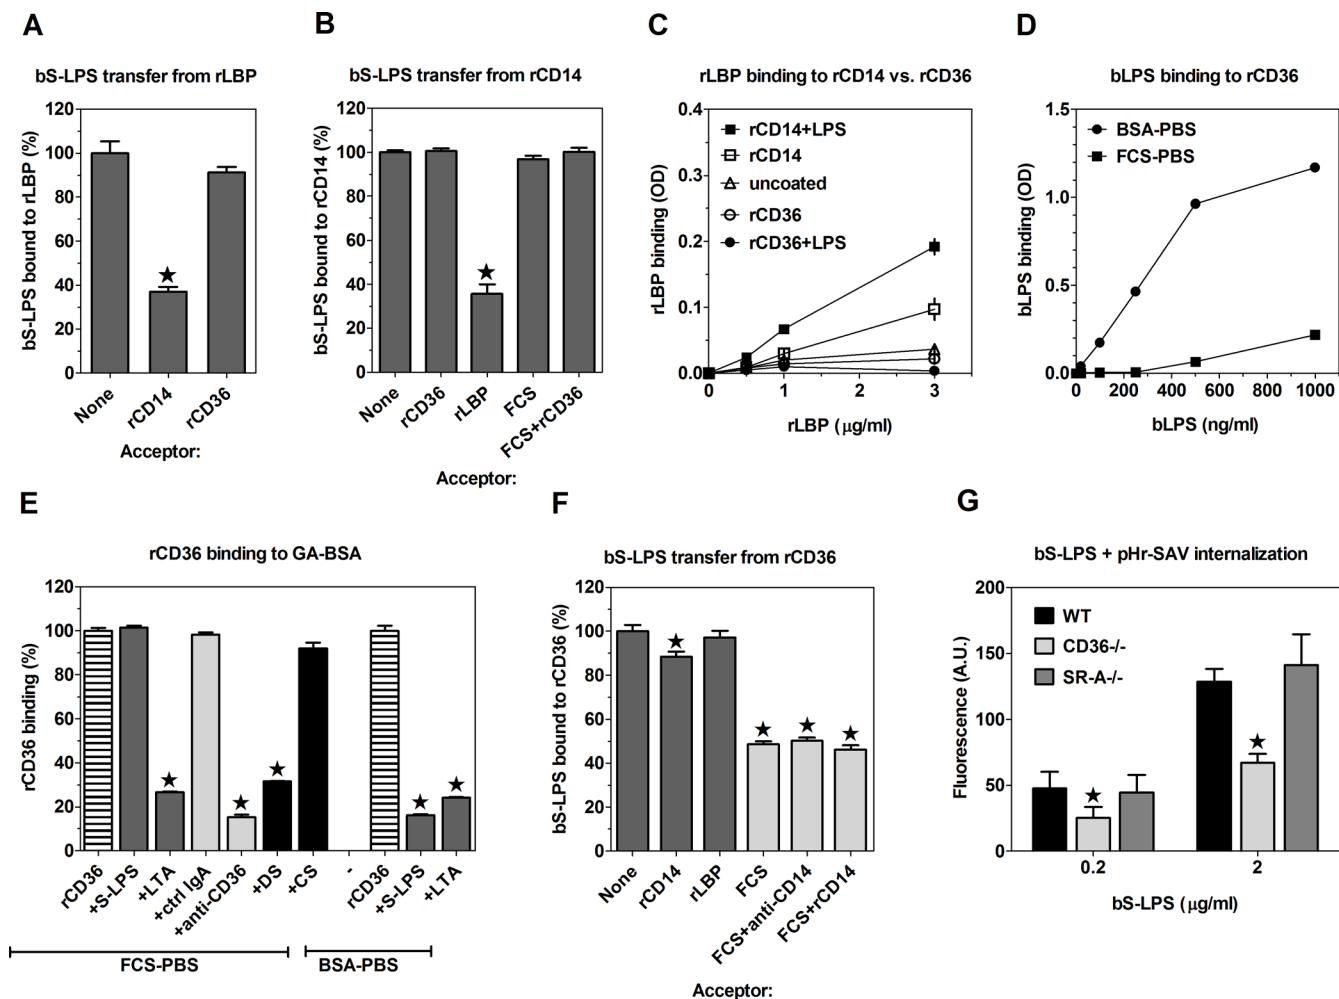 A
bS-LPS transfer from rLBP
bS-LPS bound to rLBP (%)
120
100
80
60
40
20
0
None
rCD14
rCD36
Acceptor:
B
bS-LPS transfer from rCD14
bS-LPS bound to rCD14 (%)
120
100
80
60
40
20
0
None
rCD36
rLBP
FCS
FCS+rCD36
Acceptor:
C
rLBP binding to rCD14 vs. rCD36
rLBP binding (OD)
0.4
0.3
0.2
0.1
0.0
rCD14+LPS
rCD14
uncoated
rCD36
rCD36+LPS
0 1 2 3
rLBP (μg/ml)
D
bLPS binding to rCD36
bLPS binding (OD)
1.5
1.0
0.5
0.0
BSA-PBS
FCS-PBS
0 200 400 600 800 1000
bLPS (ng/ml)
E
rCD36 binding to GA-BSA
rCD36 binding (%)
120
100
80
60
40
20
0
rCD36
+S-LPS
+LTA
+ctrl IgA
+anti-CD36
+DS
+CS
-
rCD36
+S-LPS
+LTA
FCS-PBS
BSA-PBS
F
bS-LPS transfer from rCD36
bS-LPS bound to rCD36 (%)
120
100
80
60
40
20
0
None
rCD14
rLBP
FCS
FCS+anti-CD14
FCS+rCD14
Acceptor:
G
bS-LPS + pHr-SAV internalization
Fluorescence (A.U.)
200
150
100
50
0
WT
CD36-/-
SR-A-/-
0.2 2
bS-LPS (μg/ml)